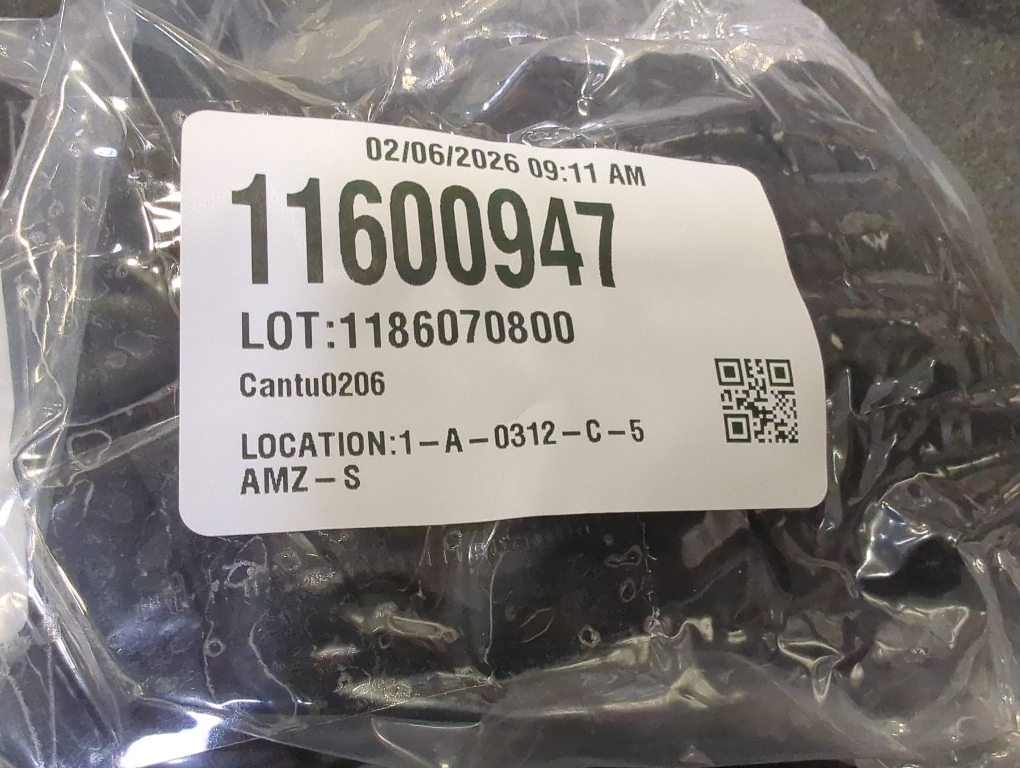 02/06/2026 09:11 AM
11600947
LOT:1186070800
Cantu0206
LOCATION:1-A-0312-C-5
AMZ-S